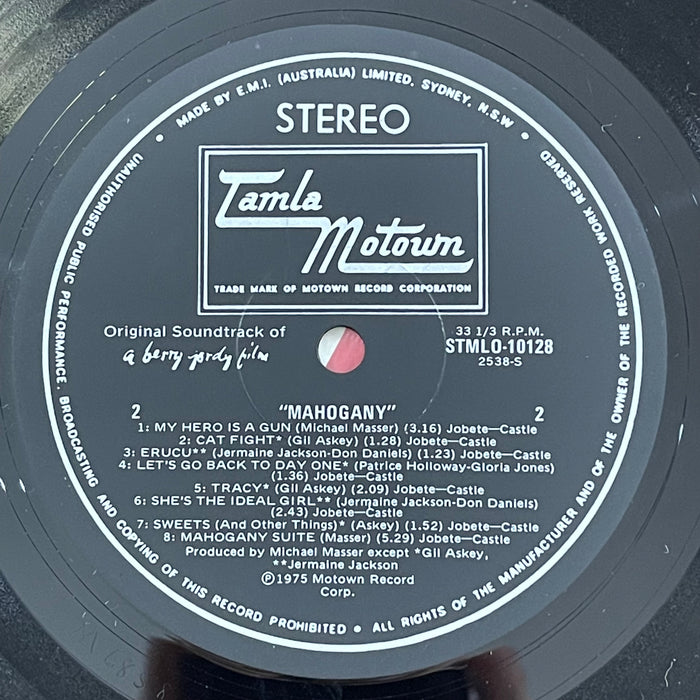 MADE BY E.M.I. (AUSTRALIA) LIMITED. SYDNEY. N.S.W.
STEREO
Tamla
Motown
TRADE MARK OF MOTOWN RECORD CORPORATION
Original Soundtrack of
a berry gordy film
33 1/3 R.P.M.
STMLO-10128
2538-S
2 "MAHOGANY" 2
1: MY HERO IS A GUN (Michael Masser) (3.16) Jobete—Castle
2: CAT FIGHT* (Gil Askey) (1.28) Jobete—Castle
3: ERUCU** (Jermaine Jackson-Don Daniels) (1.23) Jobete—Castle
4: LET'S GO BACK TO DAY ONE* (Patrice Holloway-Gloria Jones)
(1.36) Jobete—Castle
5: TRACY* (Gil Askey) (2.09) Jobete—Castle
6: SHE'S THE IDEAL GIRL** (Jermaine Jackson-Don Daniels)
(2.43) Jobete—Castle
7: SWEETS (And Other Things)* (Askey) (1.52) Jobete—Castle
8: MAHOGANY SUITE (Masser) (5.29) Jobete—Castle
Produced by Michael Masser except *Gil Askey,
**Jermaine Jackson
Ⓟ1975 Motown Record
Corp.
UNAUTHORISED PUBLIC PERFORMANCE. BROADCASTING AND COPYING OF THIS RECORD PROHIBITED • ALL RIGHTS OF THE MANUFACTURER AND OF THE OWNER OF THE RECORDED WORK RESERVED